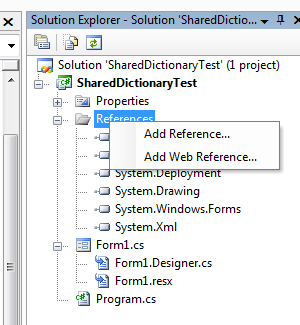 Solution Explorer - Solution 'SharedDictio...
Solution 'SharedDictionaryTest' (1 project)
SharedDictionaryTest
Properties
References
Add Reference...
Add Web Reference...
System.Deployment
System.Drawing
System.Windows.Forms
System.Xml
Form1.cs
Form1.Designer.cs
Form1.resx
Program.cs